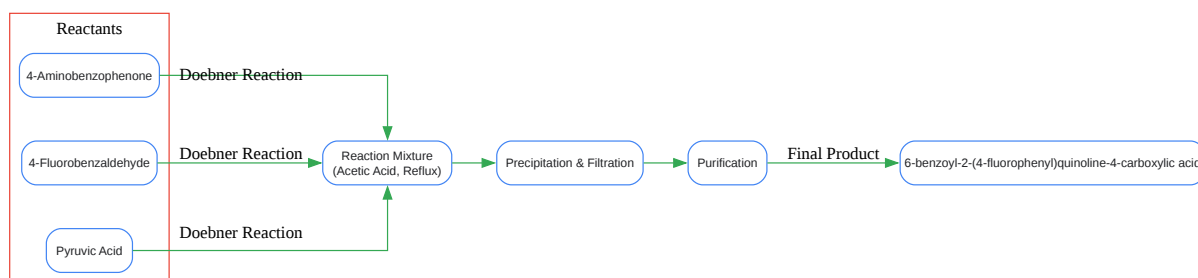 Reactants
4-Aminobenzophenone
Doebner Reaction
4-Fluorobenzaldehyde
Doebner Reaction
Pyruvic Acid
Doebner Reaction
Reaction Mixture
(Acetic Acid, Reflux)
Precipitation & Filtration
Purification
Final Product
6-benzoyl-2-(4-fluorophenyl)quinoline-4-carboxylic acid